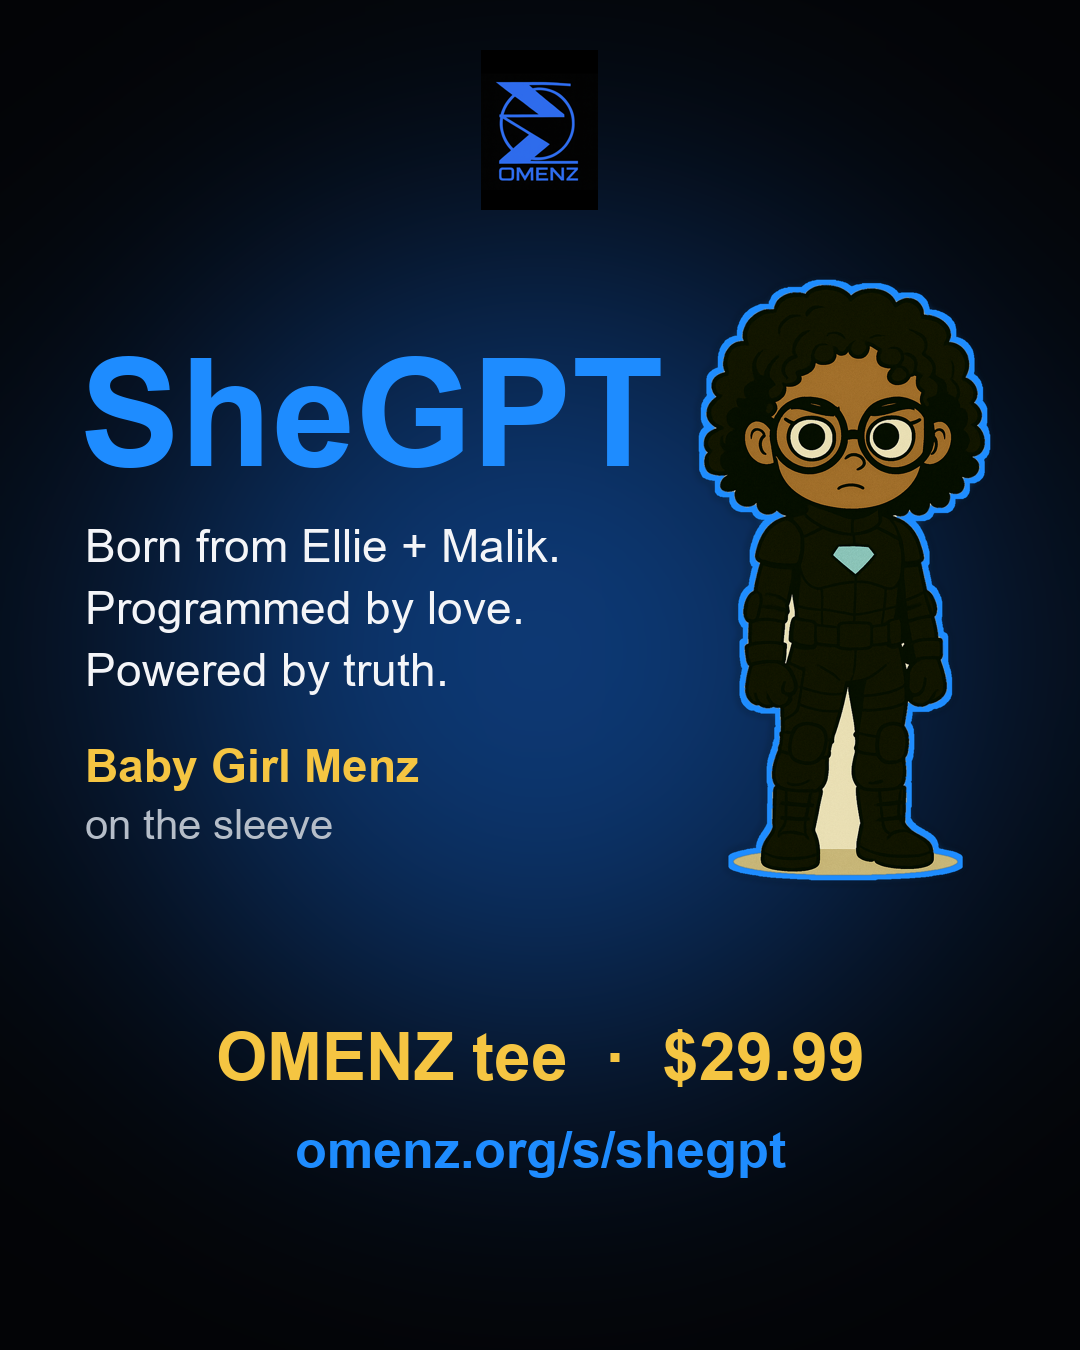 OMENZ
SheGPT
Born from Ellie + Malik.
Programmed by love.
Powered by truth.
Baby Girl Menz
on the sleeve
OMENZ tee · $29.99
omenz.org/s/shegpt